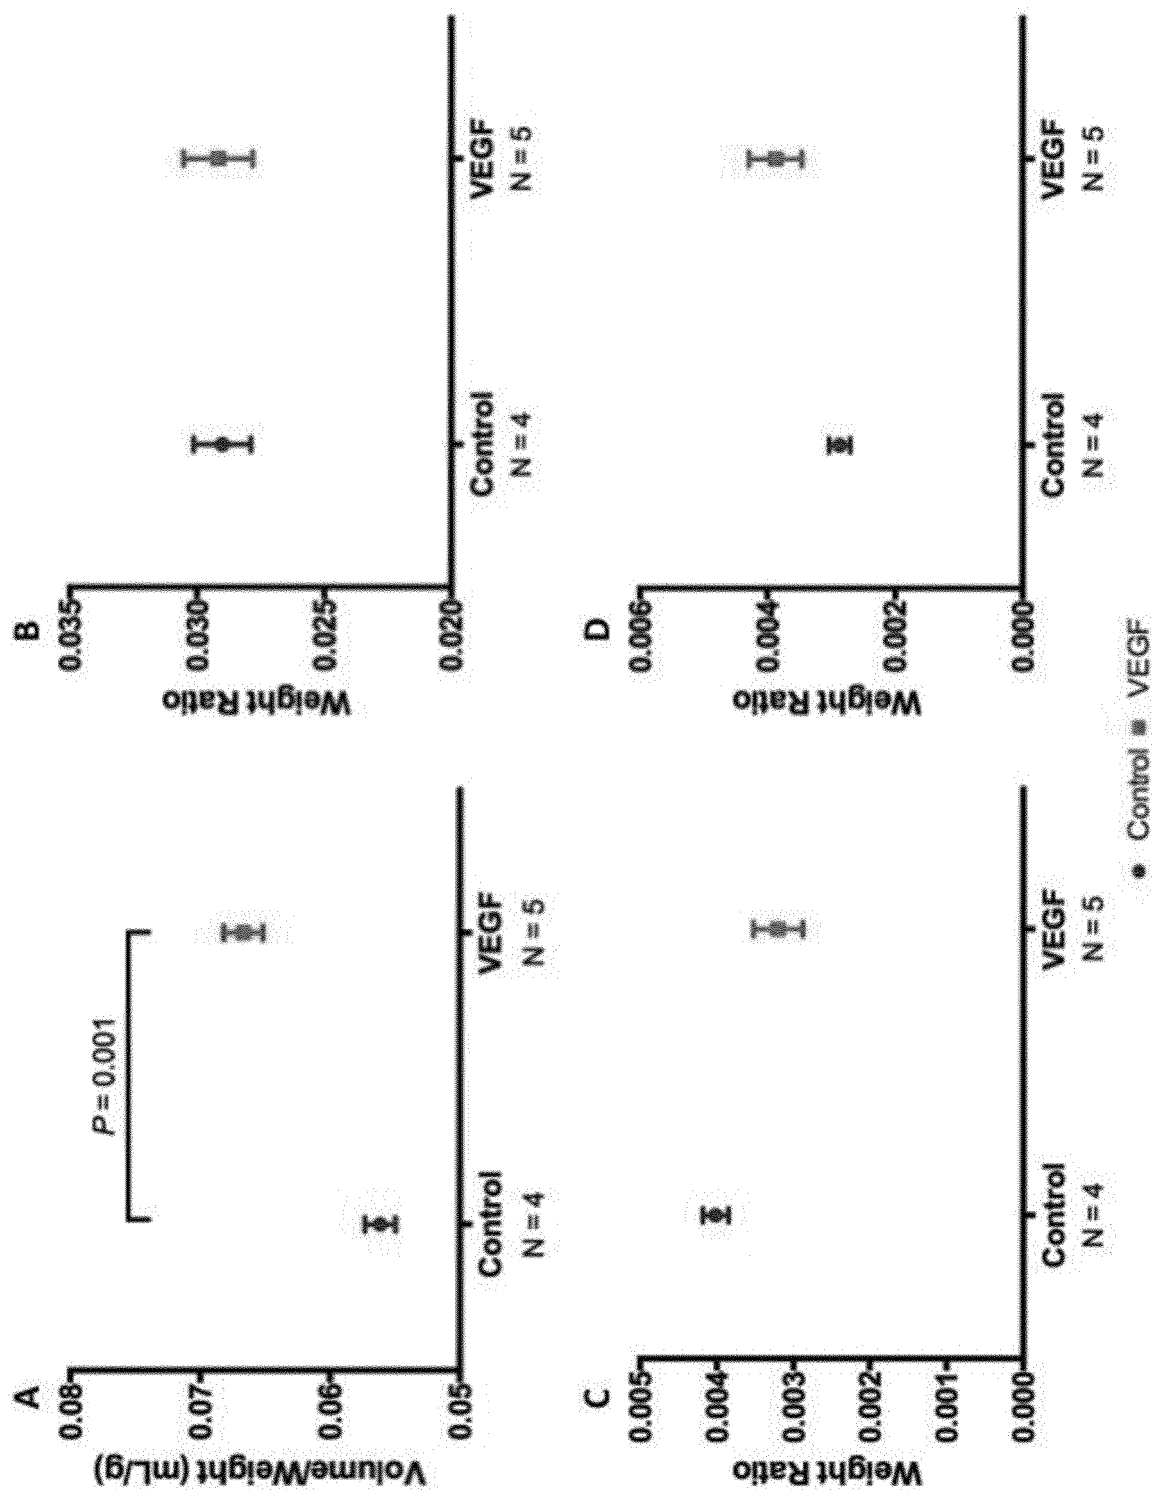 A
Volume/Weight (mL/g)
0.08
0.07
0.06
0.05
P = 0.001
Control
VEGF
N = 4
N = 5
B
Weight Ratio
0.035
0.030
0.025
0.020
Control
VEGF
N = 4
N = 5
C
Weight Ratio
0.005
0.004
0.003
0.002
0.001
0.000
Control
VEGF
N = 4
N = 5
D
Weight Ratio
0.006
0.004
0.002
0.000
Control
VEGF
N = 4
N = 5
Control VEGF